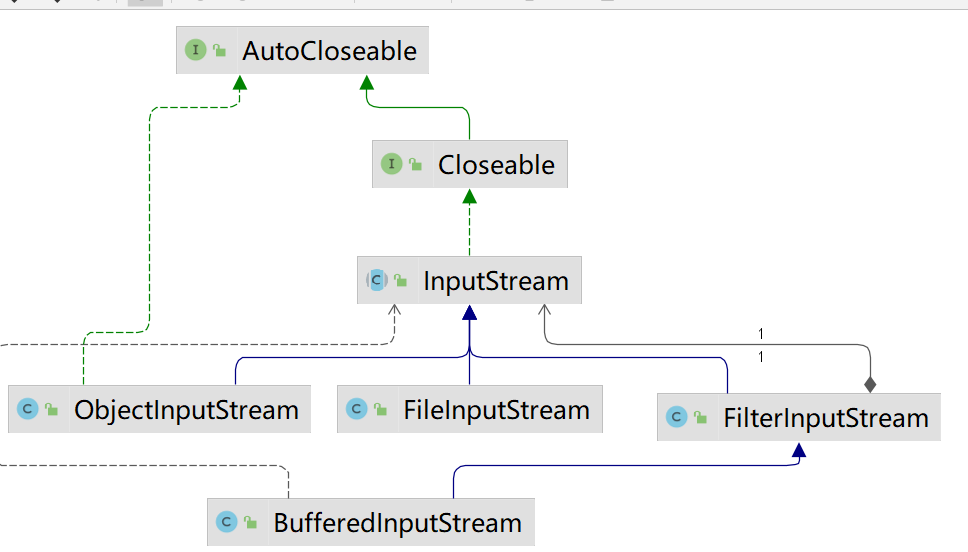 I AutoCloseable
I Closeable
C InputStream
1
1
C ObjectInputStream
C FileInputStream
C FilterInputStream
C BufferedInputStream